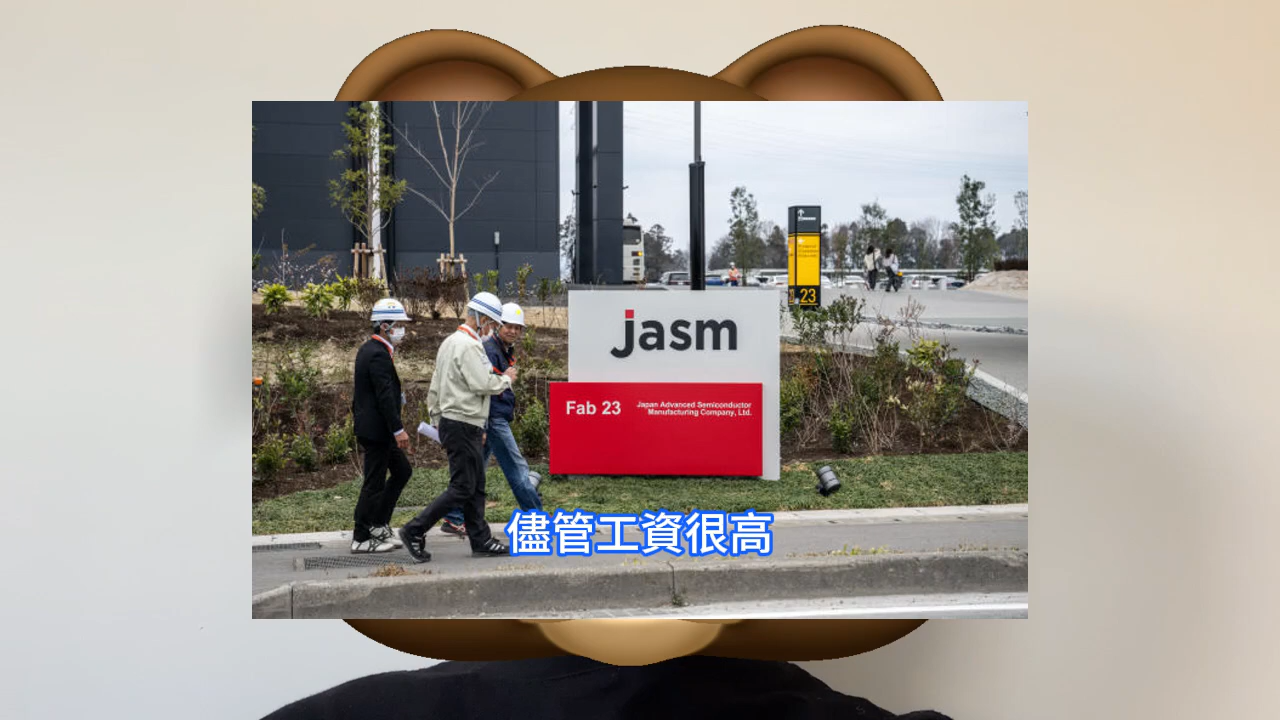 jasm
Fab 23
Japan Advanced Semiconductor
Manufacturing Company, Ltd.
23
儘管工資很高